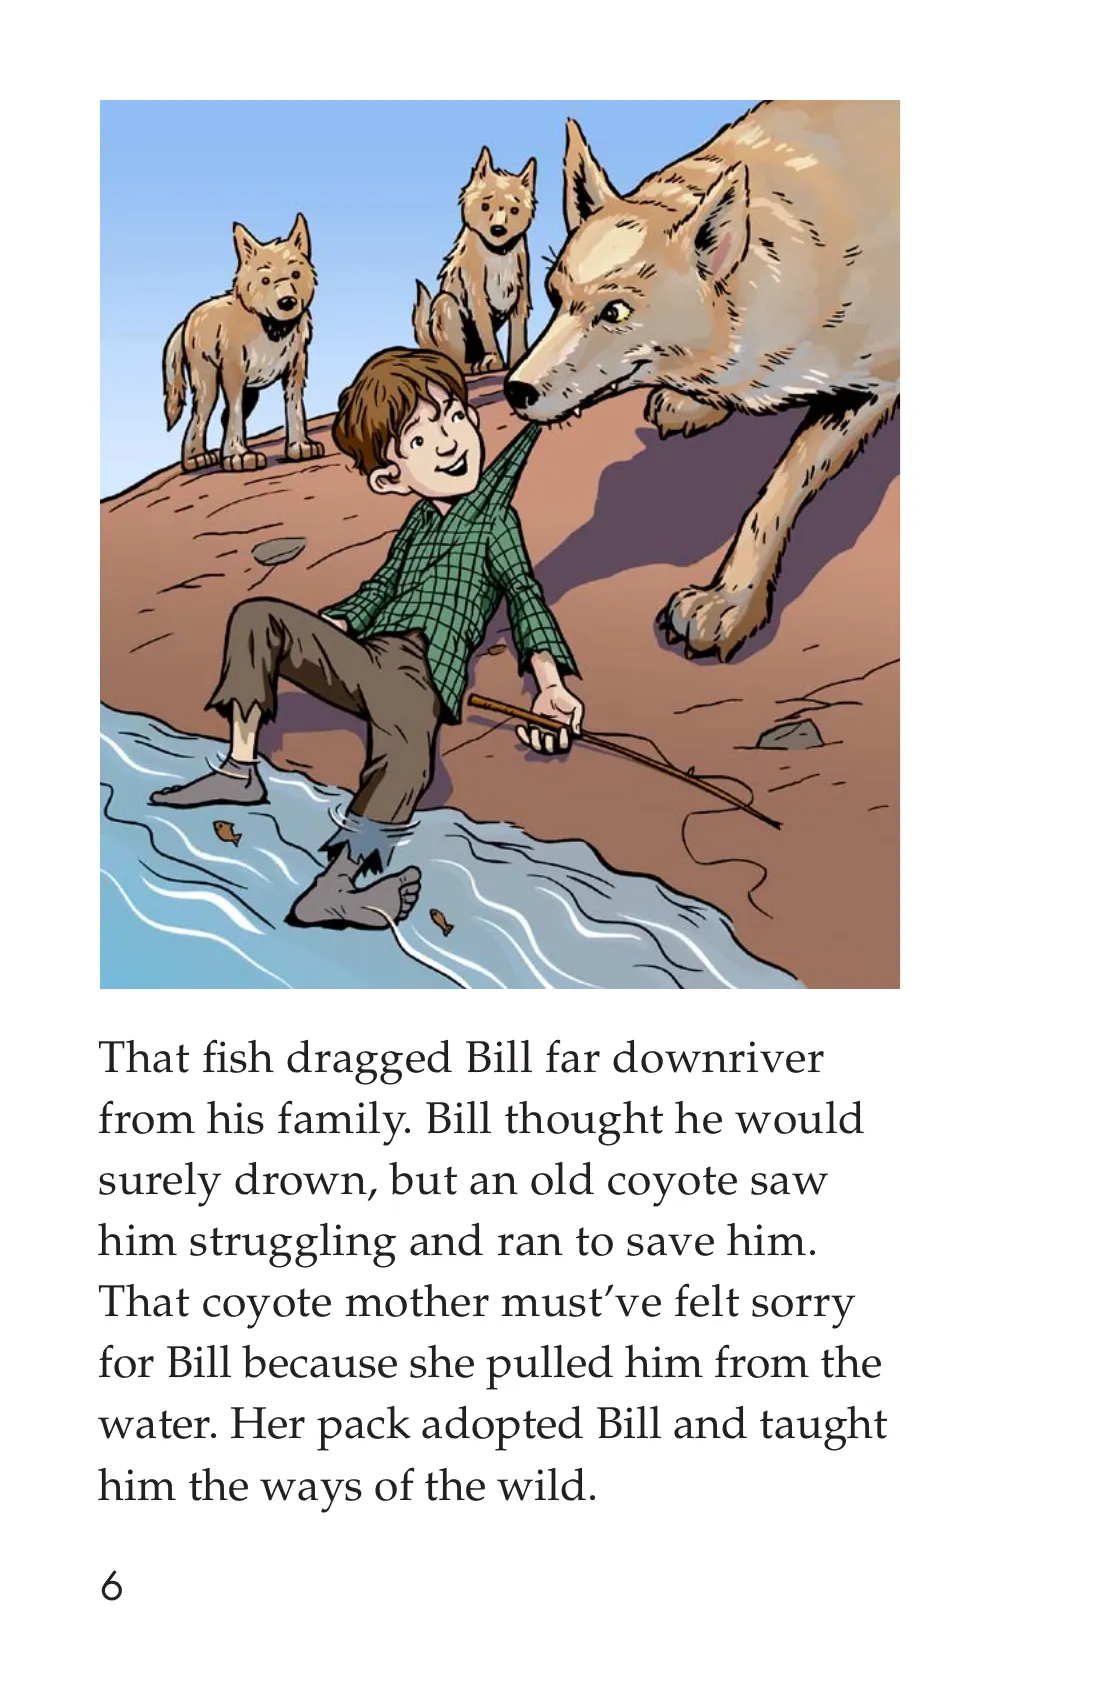 That fish dragged Bill far downriver
from his family. Bill thought he would
surely drown, but an old coyote saw
him struggling and ran to save him.
That coyote mother must’ve felt sorry
for Bill because she pulled him from the
water. Her pack adopted Bill and taught
him the ways of the wild.
6